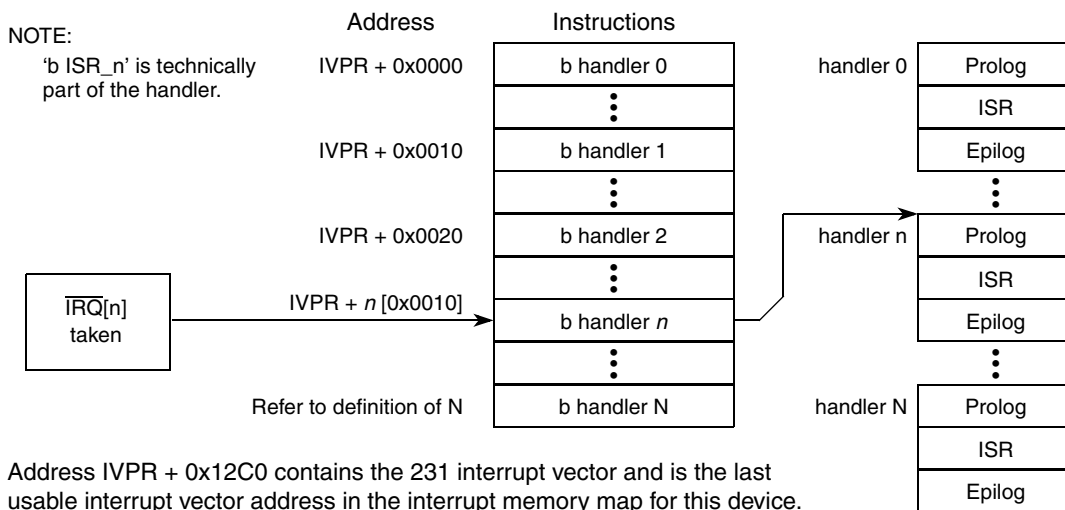 NOTE:
‘b ISR_n’ is technically
part of the handler.
Address
Instructions
IVPR + 0x0000
b handler 0
IVPR + 0x0010
b handler 1
IVPR + 0x0020
b handler 2
IRQ[n]
taken
IVPR + n [0x0010]
b handler n
Refer to definition of N
b handler N
handler 0
Prolog
ISR
Epilog
handler n
Prolog
ISR
Epilog
handler N
Prolog
ISR
Epilog
Address IVPR + 0x12C0 contains the 231 interrupt vector and is the last
usable interrupt vector address in the interrupt memory map for this device.